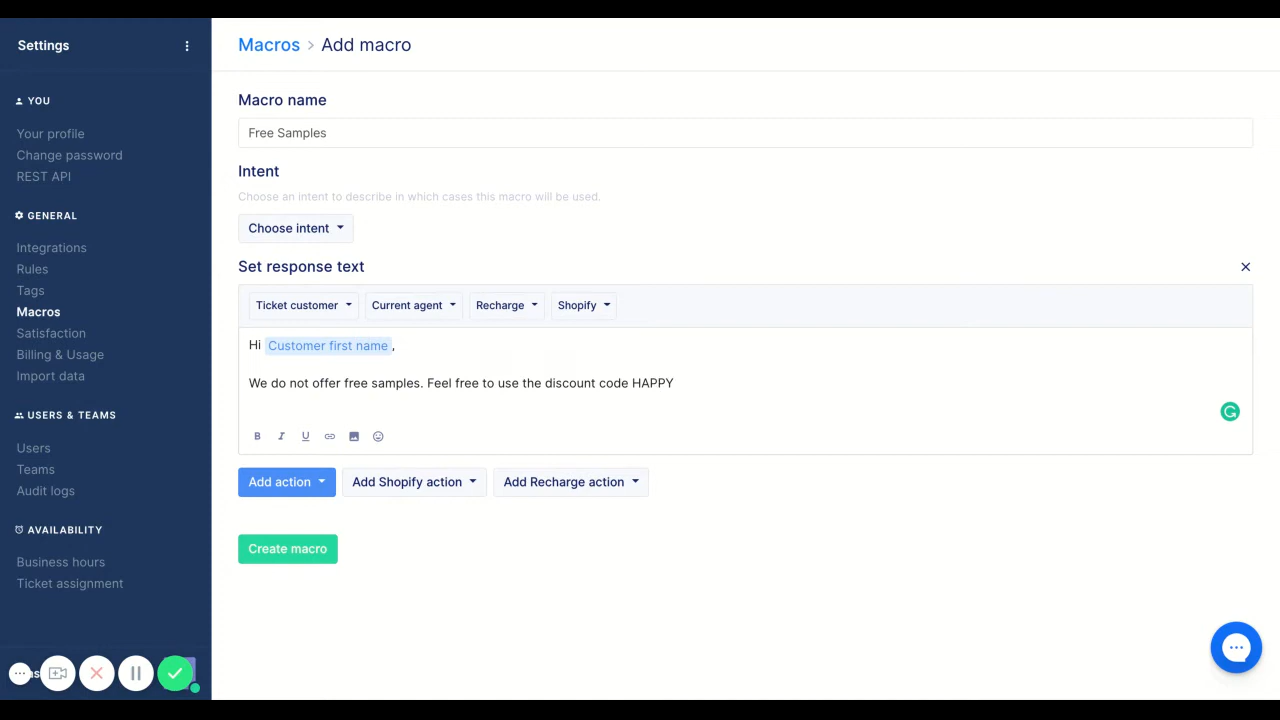 Settings
YOU
Your profile
Change password
REST API
GENERAL
Integrations
Rules
Tags
Macros
Satisfaction
Billing & Usage
Import data
USERS & TEAMS
Users
Teams
Audit logs
AVAILABILITY
Business hours
Ticket assignment
Macros > Add macro
Macro name
Free Samples
Intent
Choose an intent to describe in which cases this macro will be used.
Choose intent
Set response text
Ticket customer Current agent Recharge Shopify
Hi Customer first name,
We do not offer free samples. Feel free to use the discount code HAPPY
B I U
Add action Add Shopify action Add Recharge action
Create macro